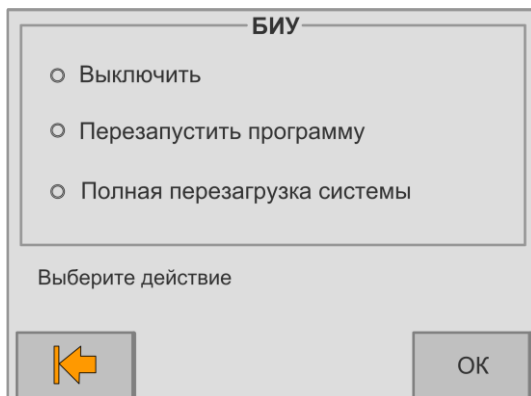 БИУ
Выключить
Перезапустить программу
Полная перезагрузка системы
Выберите действие
ОК